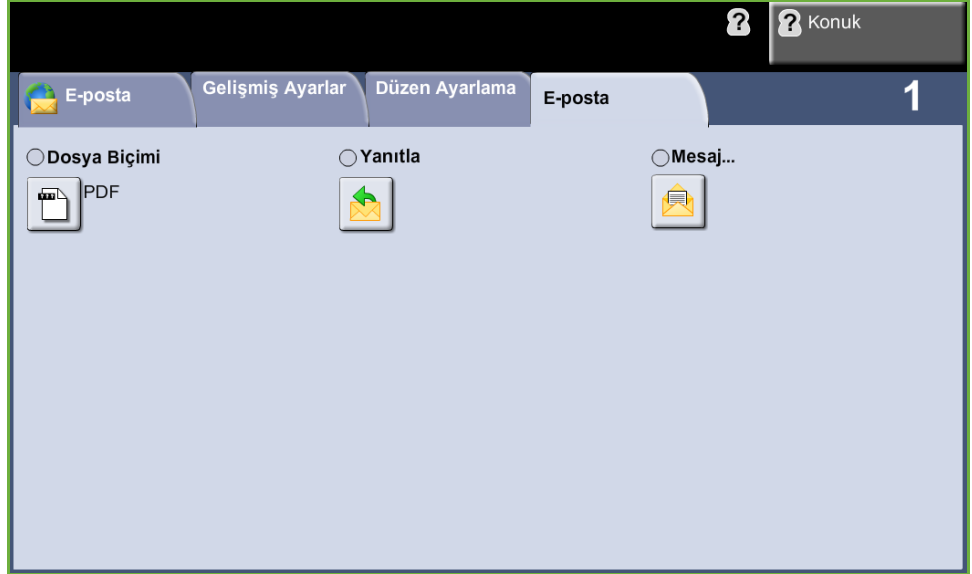 ? ? Konuk
E-posta Gelişmiş Ayarlar Düzen Ayarlama E-posta 1
Dosya Biçimi Yanıtla Mesaj...
PDF